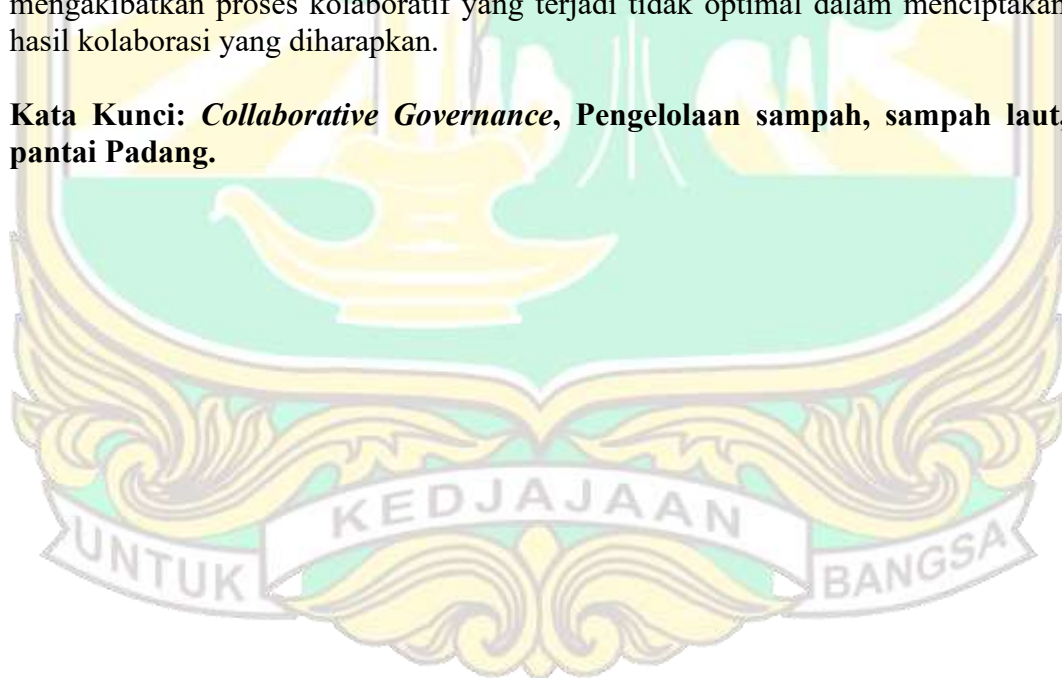 mengakibatkan proses kolaboratif yang terjadi tidak optimal dalam menciptakan
hasil kolaborasi yang diharapkan.
Kata Kunci: Collaborative Governance, Pengelolaan sampah, sampah laut,
pantai Padang.
UNTUK KEDJAJAAN BANGSA